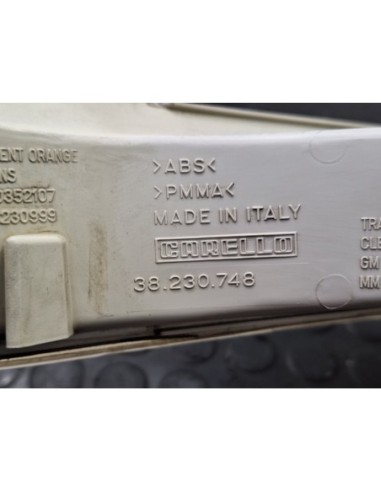 ENT ORANGE
NS
0352107
230999
>ABS<
>PMMA<
MADE IN ITALY
CARELLO
38.230.748
TRA
CLE
GM
MM